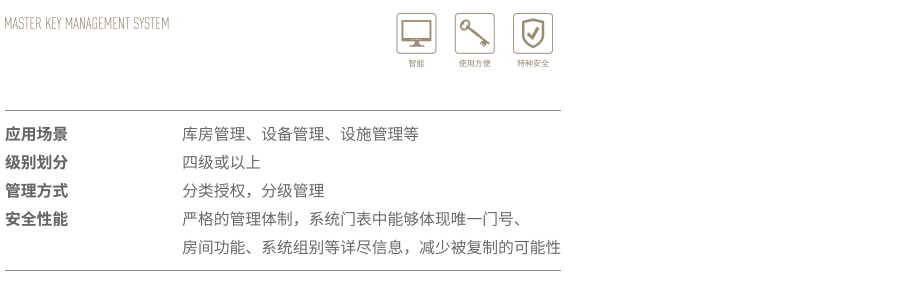 MASTER KEY MANAGEMENT SYSTEM
智能 使用方便 特种安全
应用场景 库房管理、设备管理、设施管理等
级别划分 四级或以上
管理方式 分类授权，分级管理
安全性能 严格的管理体制，系统门表中能够体现唯一门号、
房间功能、系统组别等详尽信息，减少被复制的可能性